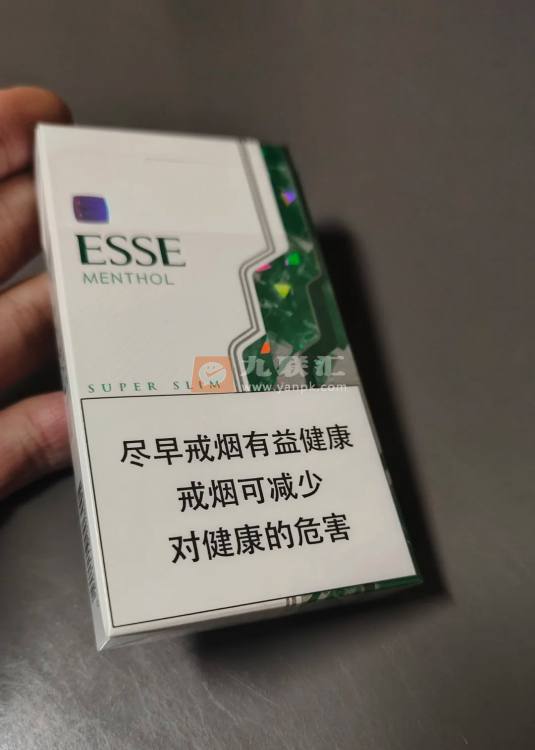 ESSE
MENTHOL
SUPER SLIM
九联汇
www.yanpk.com
尽早戒烟有益健康
戒烟可减少
对健康的危害